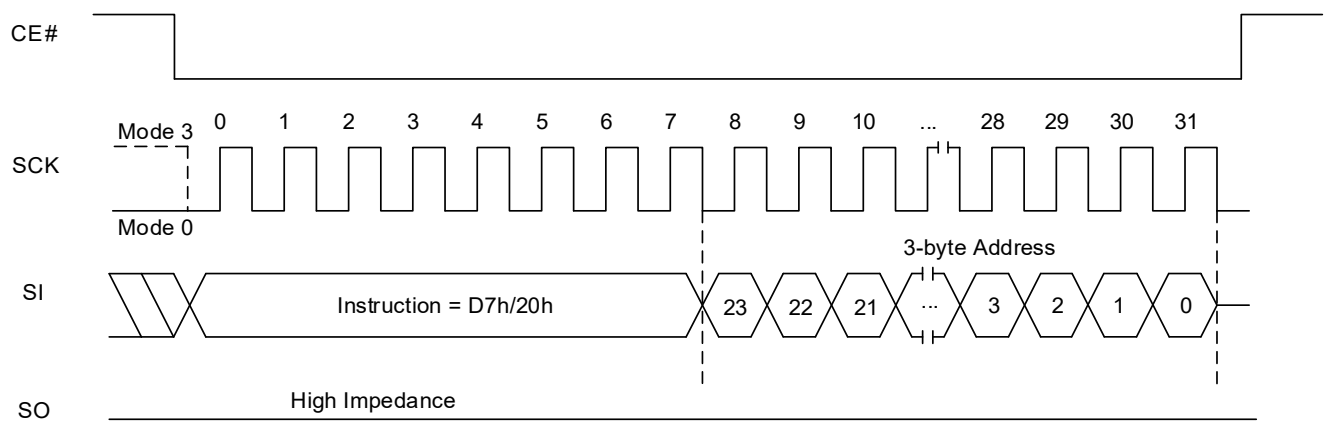 CE#
Mode 3
0 1 2 3 4 5 6 7 8 9 10 ... 28 29 30 31
SCK
Mode 0
3-byte Address
SI
Instruction = D7h/20h
23 22 21 ... 3 2 1 0
High Impedance
SO